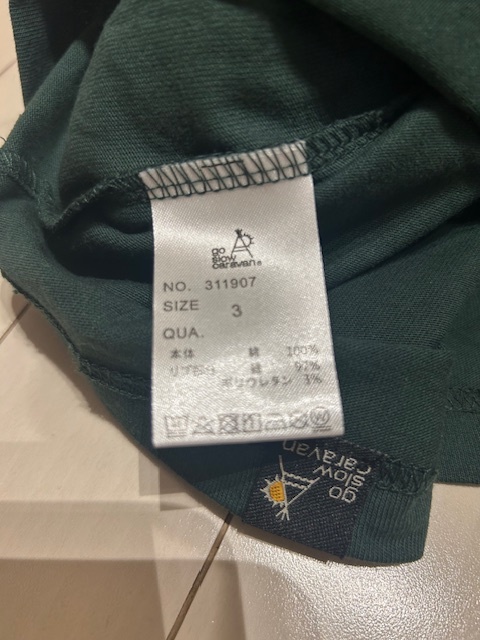 go
slow
caravan®
NO. 311907
SIZE 3
QUA.
本体 綿 100%
リブ部分 綿 97%
ポリウレタン 3%
go
slow
caravan